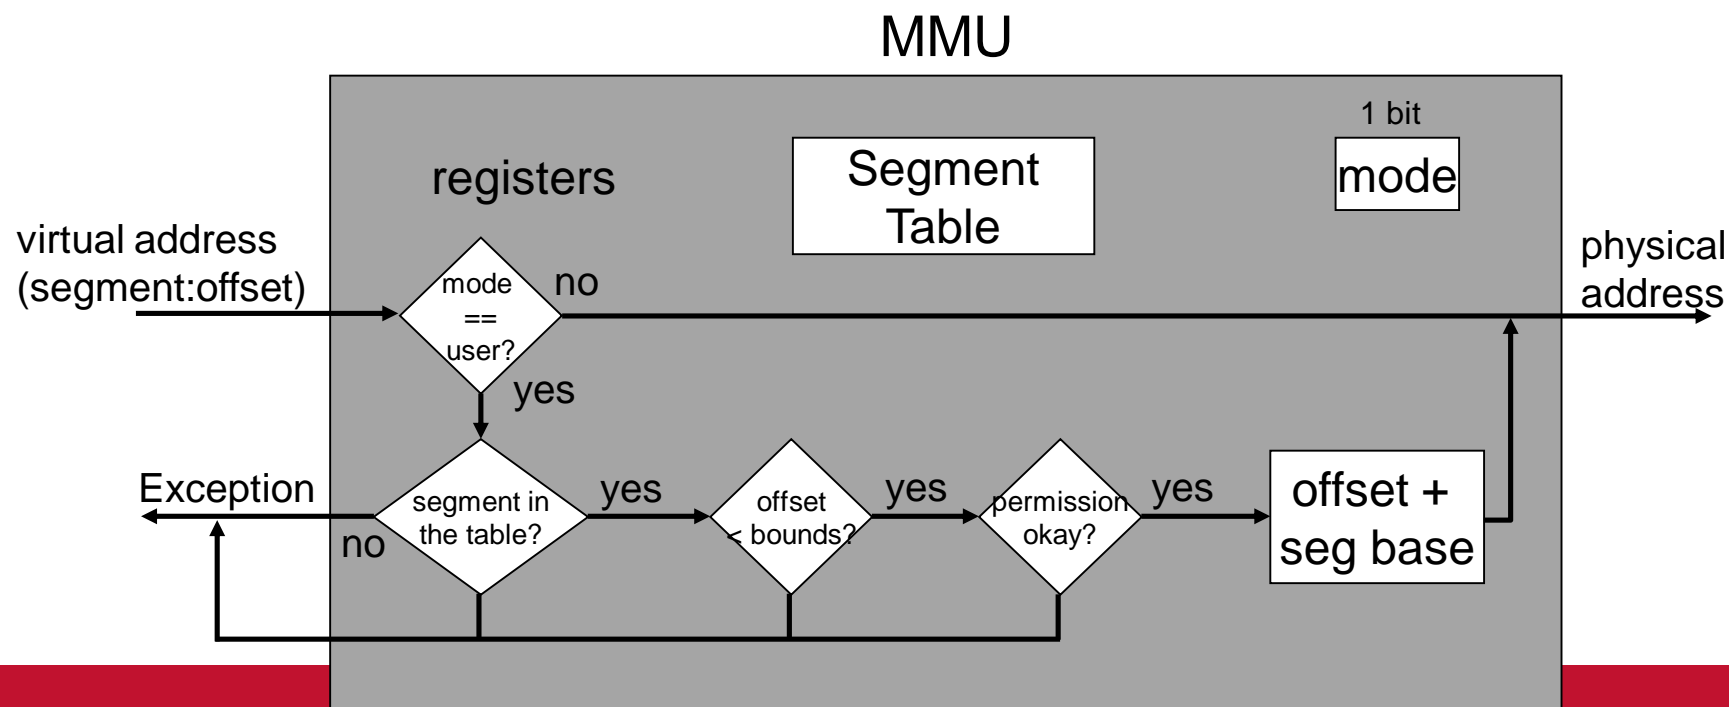 MMU
1 bit
registers
Segment
Table
mode
virtual address
(segment:offset)
mode
==
user?
no
physical
address
yes
Exception
segment in
the table?
no
yes
offset
< bounds?
yes
permission
okay?
yes
offset +
seg base